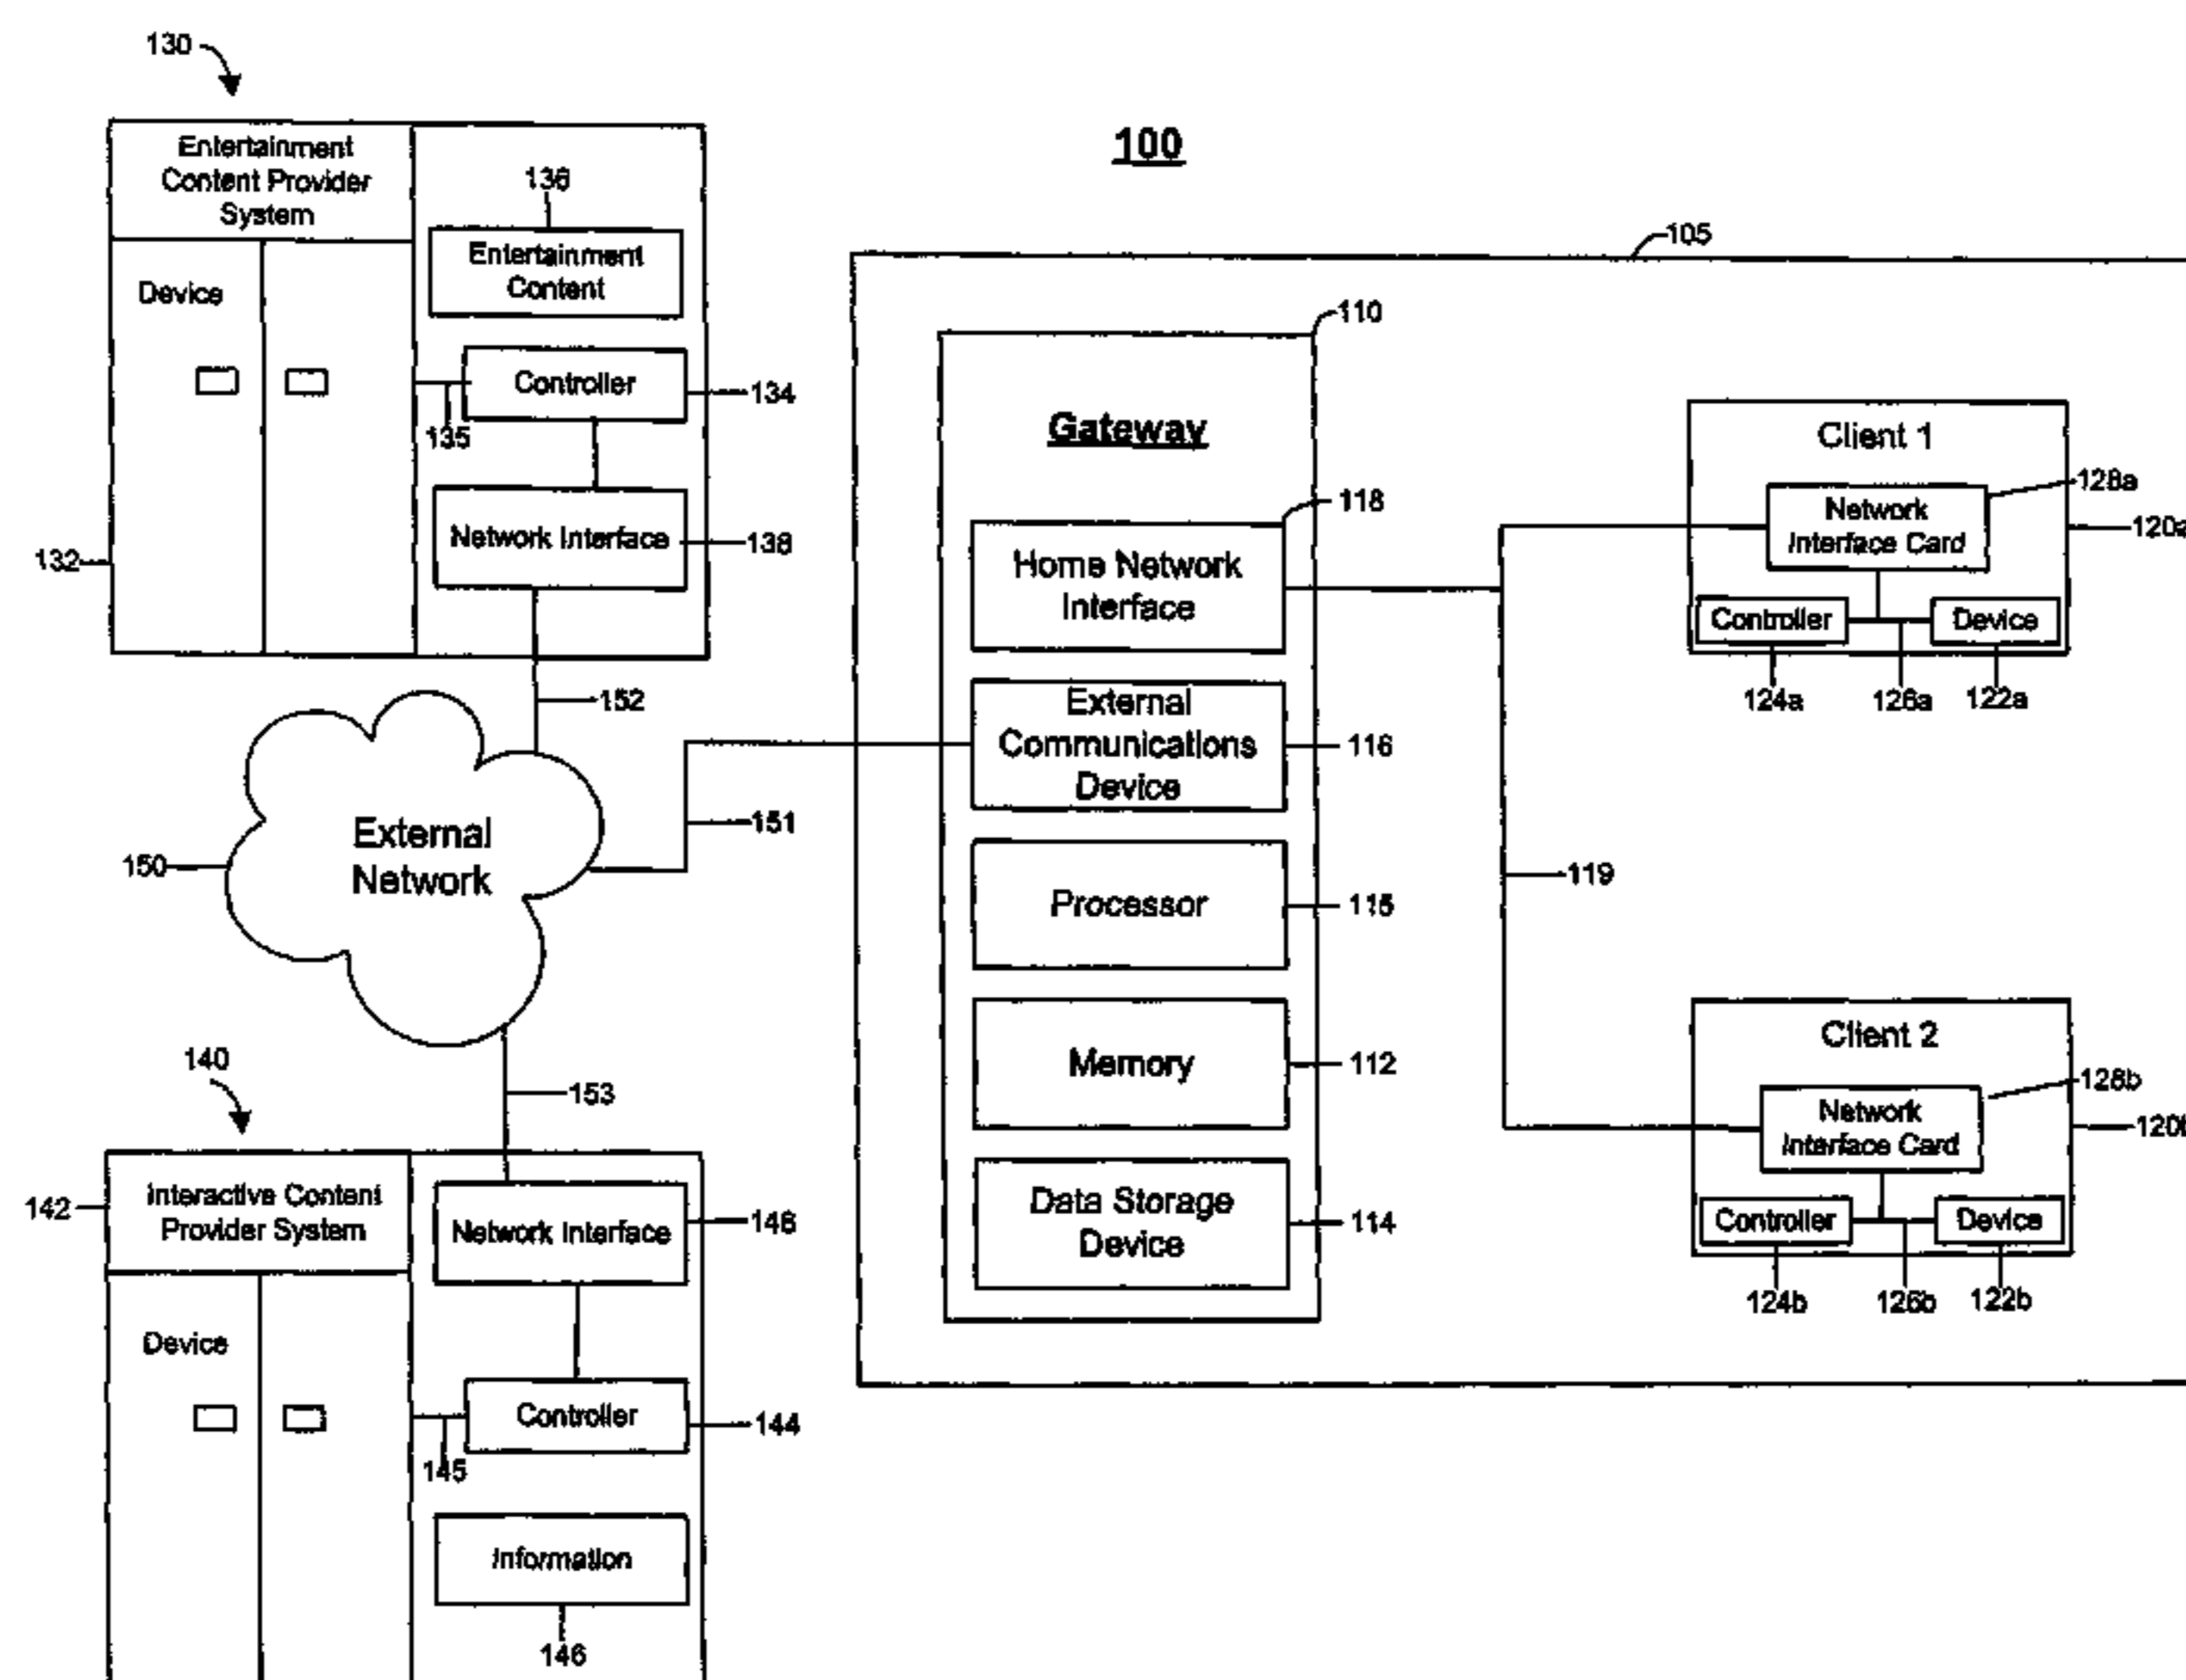 130
Entertainment
Content Provider
System
Device
136
Entertainment
Content
Controller
134
135
Network Interface
138
132
152
100
105
110
Gateway
118
Home Network
Interface
External
Communications
Device
116
Processor
115
Memory
112
Data Storage
Device
114
151
External
Network
150
153
140
142
Interactive Content
Provider System
Device
Network Interface
148
Controller
144
145
Information
146
119
Client 1
Network
Interface Card
128a
120a
Controller
Device
124a
126a
122a
Client 2
Network
Interface Card
128b
120b
Controller
Device
124b
126b
122b